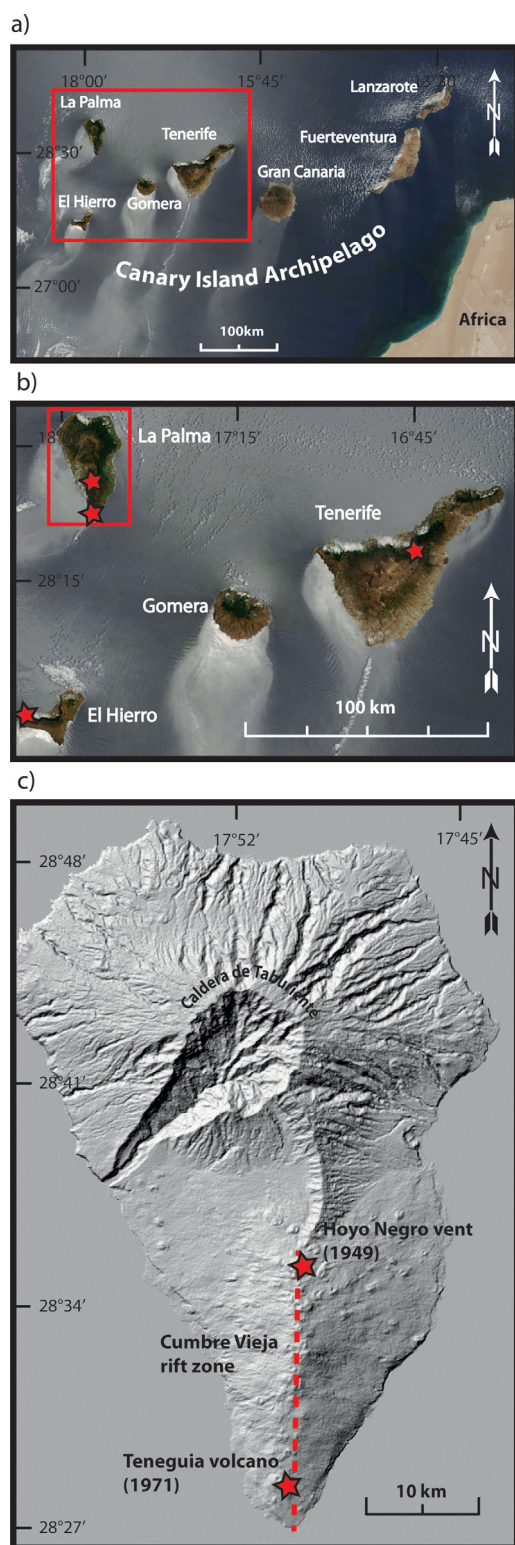 a)
18°00′
15°45′
13°20′
Lanzarote
La Palma
N
Fuerteventura
Tenerife
28°30′
Gran Canaria
El Hierro
Gomera
Canary Island Archipelago
27°00′
Africa
100km
b)
17°15′
16°45′
La Palma
Tenerife
28°15′
Gomera
N
El Hierro
100 km
c)
17°52′
17°45′
28°48′
N
Caldera de Taburiente
28°41′
Hoyo Negro vent
(1949)
28°34′
Cumbre Vieja
rift zone
Teneguia volcano
(1971)
10 km
28°27′